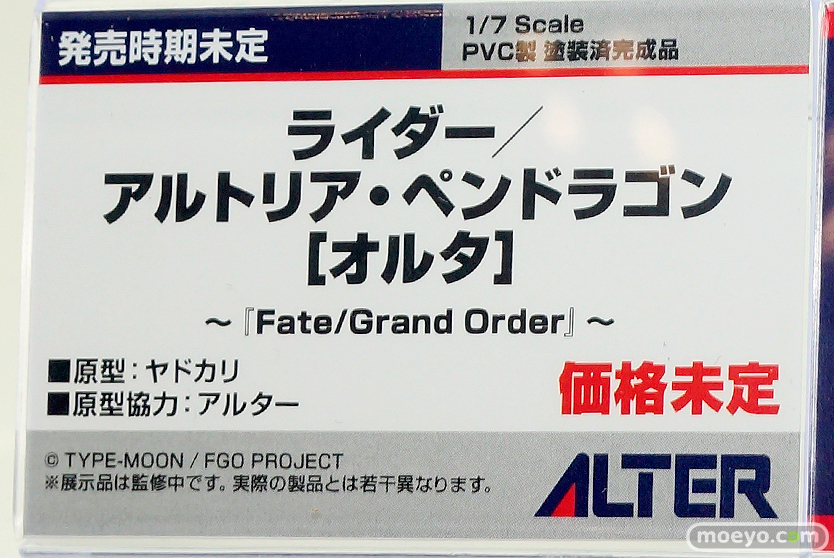 発売時期未定
1/7 Scale
PVC製 塗装済完成品
ライダー／
アルトリア・ペンドラゴン
[オルタ]
～『Fate/Grand Order』～
■原型：ヤドカリ
■原型協力：アルター
価格未定
© TYPE-MOON / FGO PROJECT
※展示品は監修中です。実際の製品とは若干異なります。
ALTER
moeyo.com